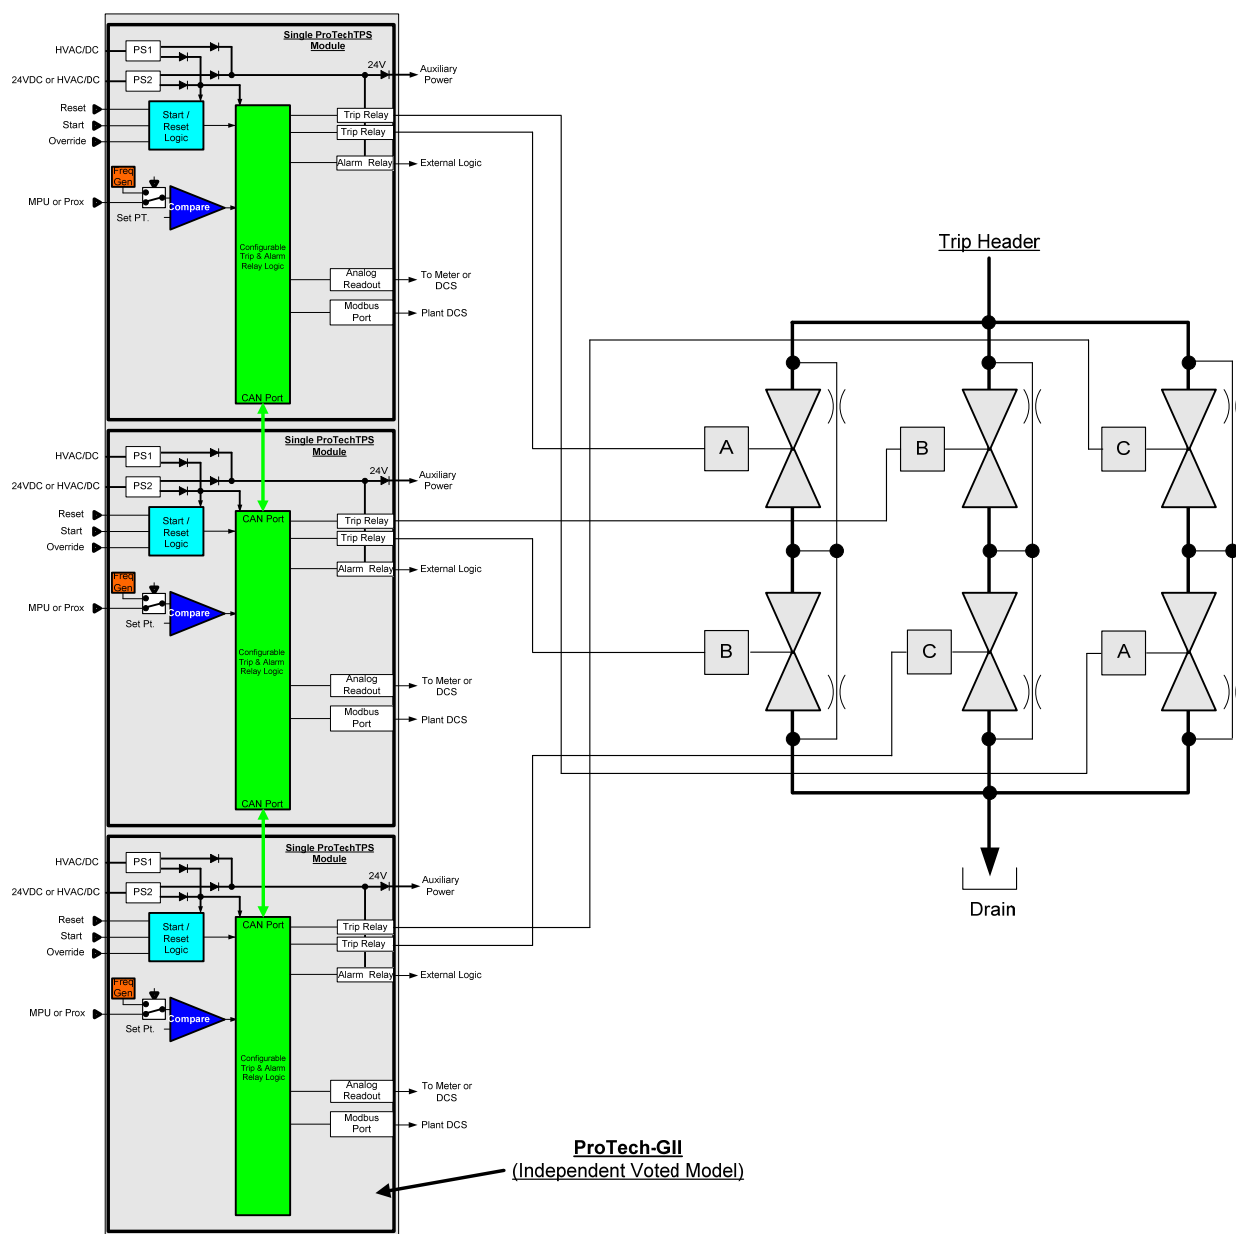 Single ProTechTPS
Module
HVAC/DC
PS1
24VDC or HVAC/DC
PS2
24V
Auxiliary
Power
Reset
Start
Override
Start /
Reset
Logic
Trip Relay
Trip Relay
Alarm Relay
External Logic
Freq
Gen
MPU or Prox
Set PT.
Compare
Configurable
Trip & Alarm
Relay Logic
Analog
Readout
To Meter or
DCS
Modbus
Port
Plant DCS
CAN Port
Single ProTechTPS
Module
HVAC/DC
PS1
24VDC or HVAC/DC
PS2
24V
Auxiliary
Power
Reset
Start
Override
Start /
Reset
Logic
CAN Port
Trip Relay
Trip Relay
Alarm Relay
External Logic
Freq
Gen
MPU or Prox
Set Pt.
Compare
Configurable
Trip & Alarm
Relay Logic
Analog
Readout
To Meter or
DCS
Modbus
Port
Plant DCS
CAN Port
Single ProTechTPS
Module
HVAC/DC
PS1
24VDC or HVAC/DC
PS2
24V
Auxiliary
Power
Reset
Start
Override
Start /
Reset
Logic
CAN Port
Trip Relay
Trip Relay
Alarm Relay
External Logic
Freq
Gen
MPU or Prox
Set Pt.
Compare
Configurable
Trip & Alarm
Relay Logic
Analog
Readout
To Meter or
DCS
Modbus
Port
Plant DCS
Trip Header
A
B
C
B
C
A
Drain
ProTech-GII
(Independent Voted Model)